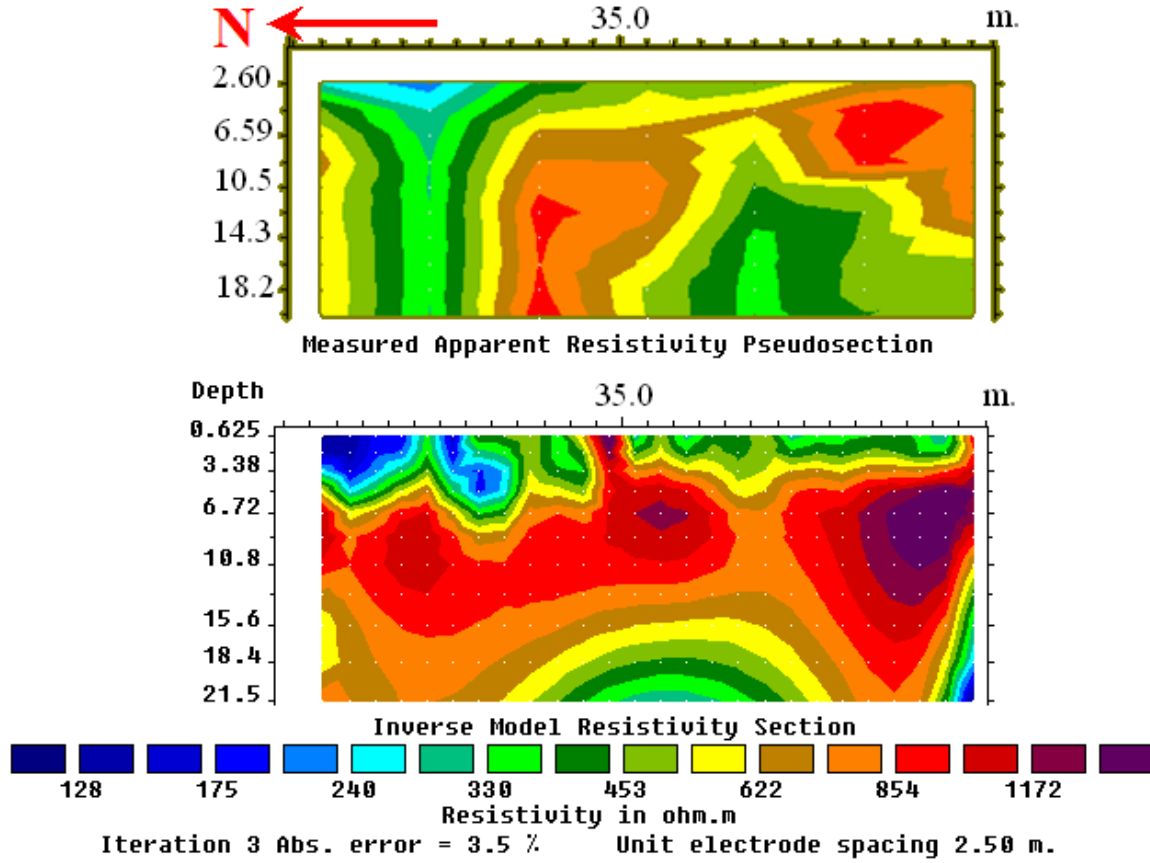 N 35.0 m.
2.60
6.59
10.5
14.3
18.2
Measured Apparent Resistivity Pseudosection
Depth 35.0 m.
0.625
3.38
6.72
10.8
15.6
18.4
21.5
Inverse Model Resistivity Section
128 175 240 330 453 622 854 1172
Resistivity in ohm.m
Iteration 3 Abs. error = 3.5 % Unit electrode spacing 2.50 m.